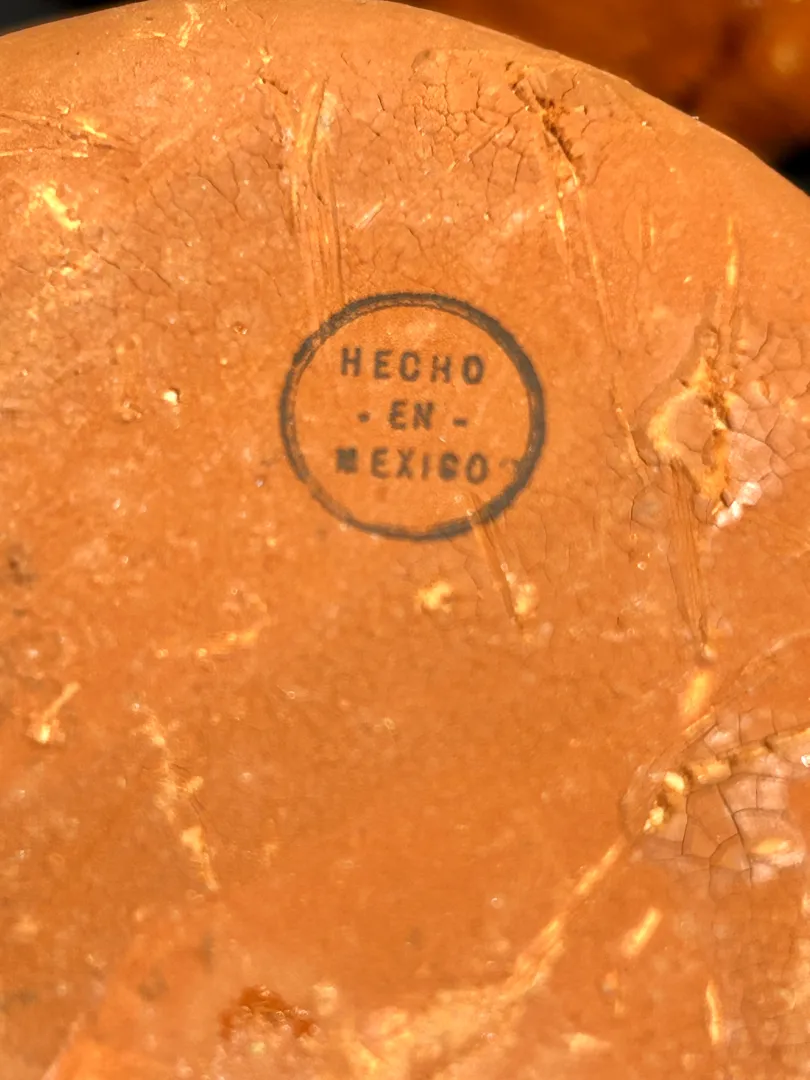 HECHO
- EN -
MEXICO